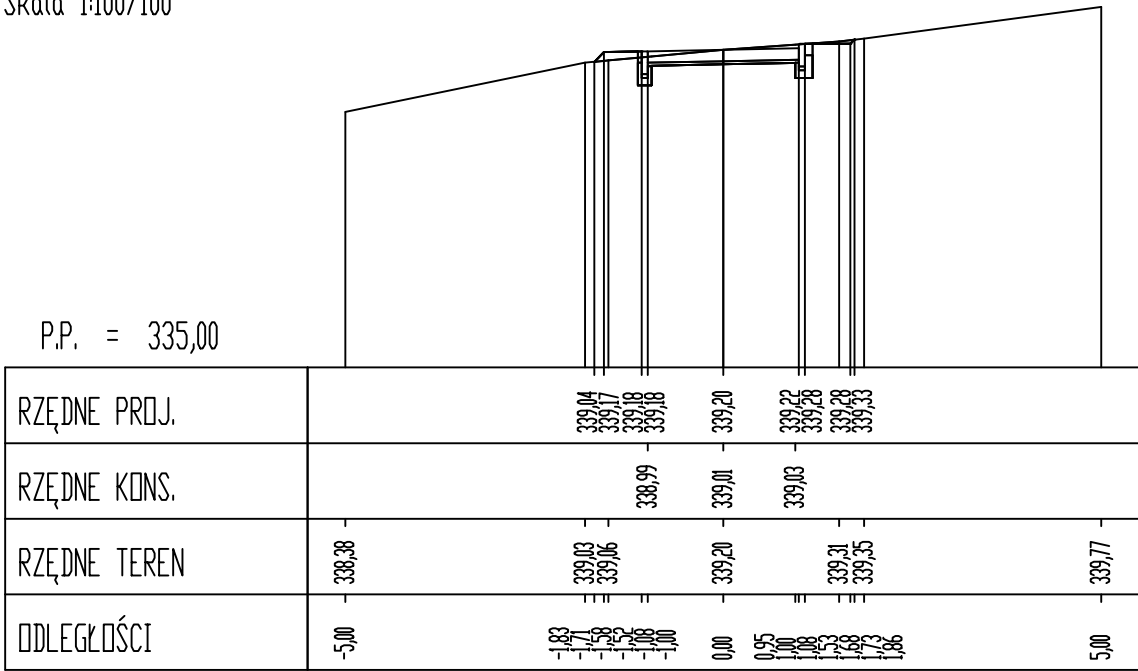 Skala 1:100/100
P.P. = 335,00
RZĘDNE PROJ. 339,04 339,17 339,18 339,18 339,20 339,22 339,28 339,28 339,28 339,33
RZĘDNE KONS. 338,99 339,01 339,03
RZĘDNE TEREN 338,38 339,03 339,06 339,20 339,31 339,35 339,77
ODLEGŁOŚCI -5,00 -1,83 -1,71 -1,58 -1,52 -1,08 -1,00 0,00 0,95 1,00 1,08 1,53 1,68 1,73 1,86 5,00